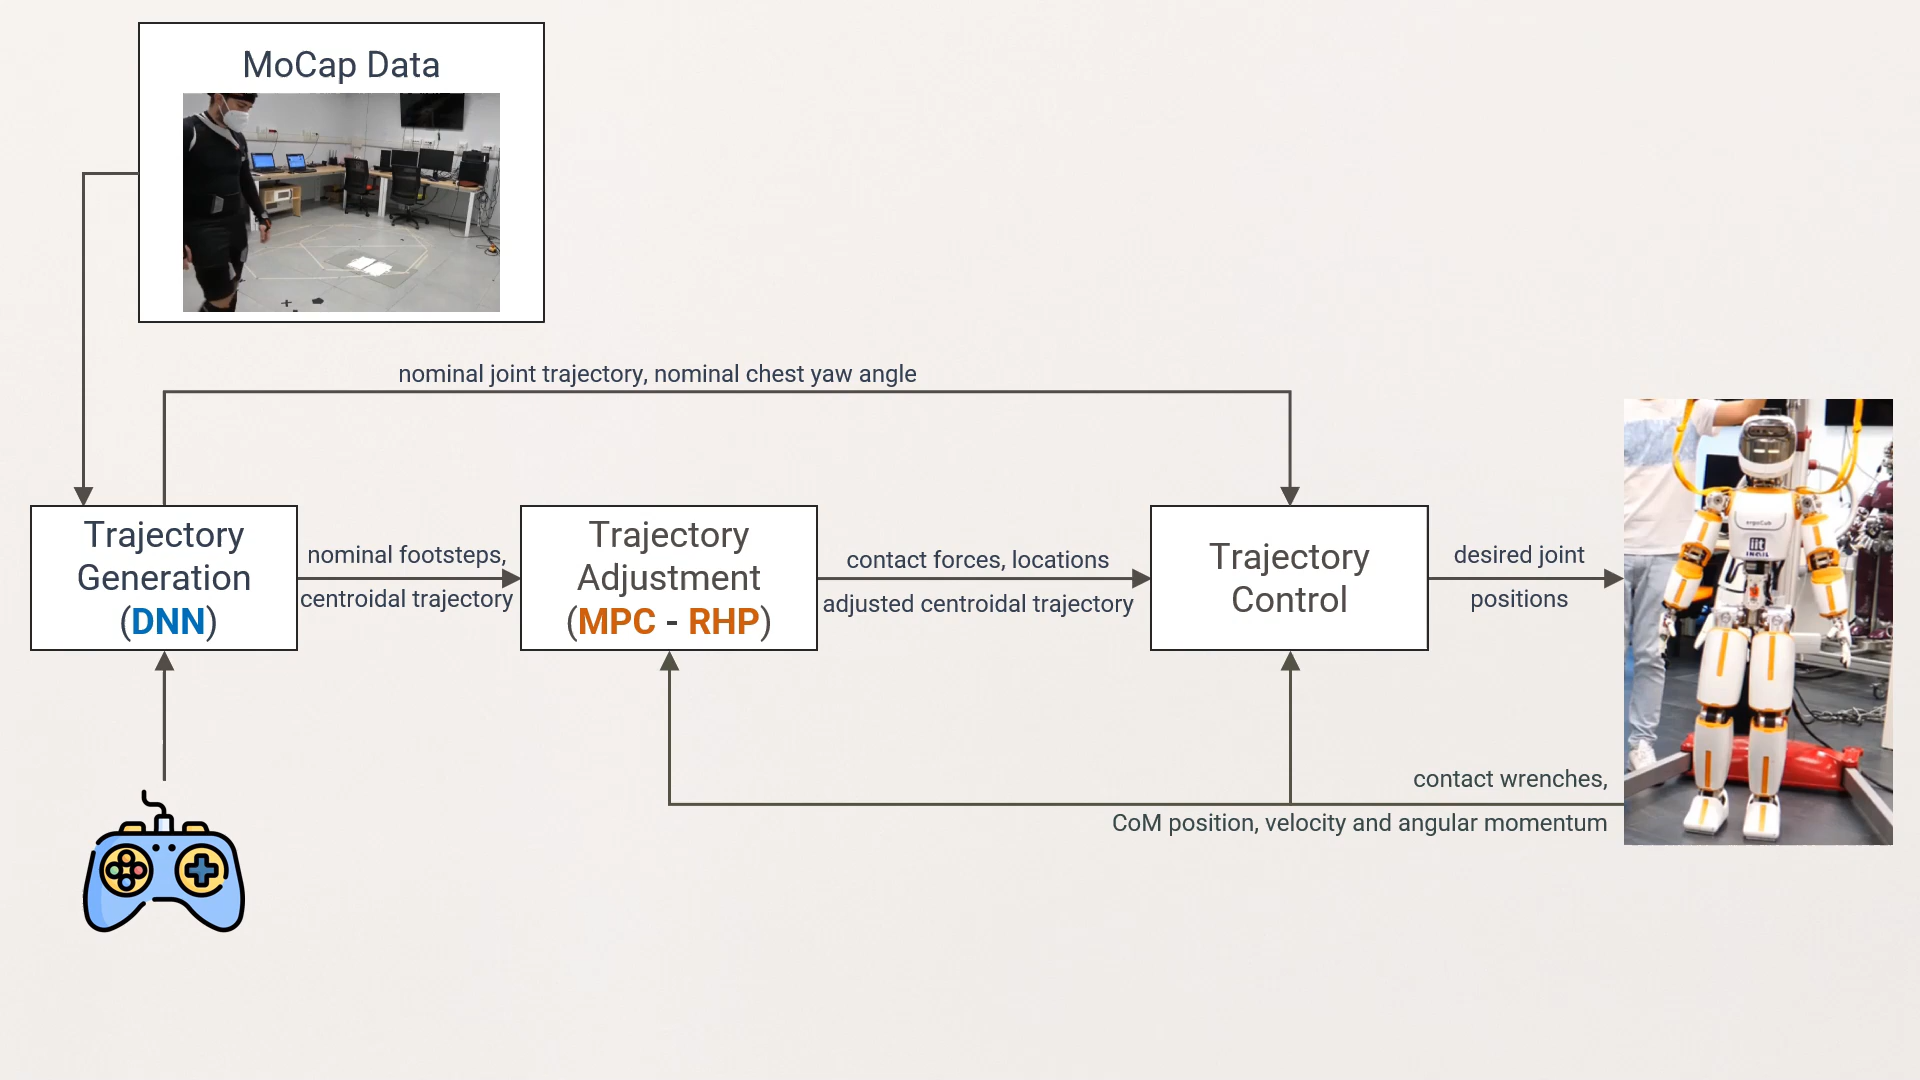 MoCap Data
nominal joint trajectory, nominal chest yaw angle
Trajectory
Generation
(DNN)
nominal footsteps,
centroidal trajectory
Trajectory
Adjustment
(MPC - RHP)
contact forces, locations
adjusted centroidal trajectory
Trajectory
Control
desired joint
positions
contact wrenches,
CoM position, velocity and angular momentum
ergoCub
iit